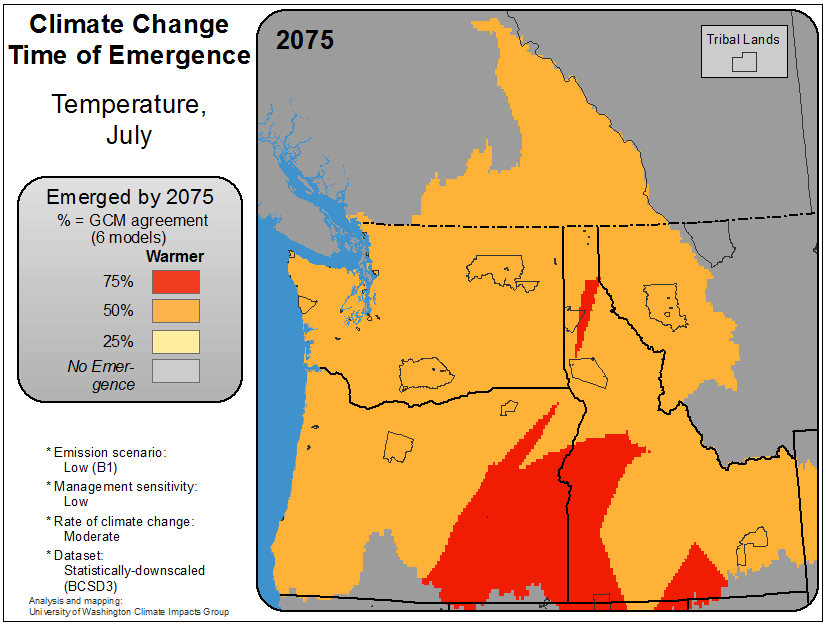 Climate Change
Time of Emergence
Temperature,
July
Emerged by 2075
% = GCM agreement
(6 models)
Warmer
75%
50%
25%
No Emer-
gence
* Emission scenario:
Low (B1)
* Management sensitivity:
Low
* Rate of climate change:
Moderate
* Dataset:
Statistically-downscaled
(BCSD3)
Analysis and mapping:
University of Washington Climate Impacts Group
2075
Tribal Lands